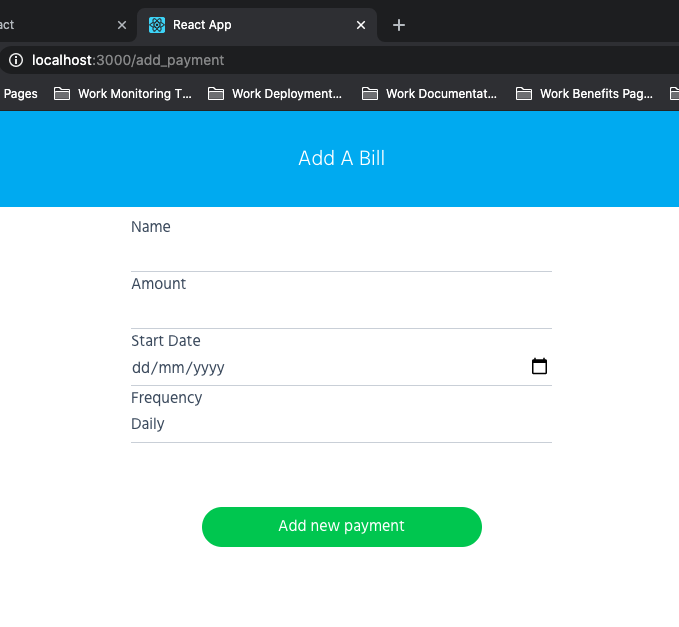 act
React App
localhost:3000/add_payment
Pages Work Monitoring T... Work Deployment... Work Documentat... Work Benefits Pag...
Add A Bill
Name
Amount
Start Date
dd/mm/yyyy
Frequency
Daily
Add new payment